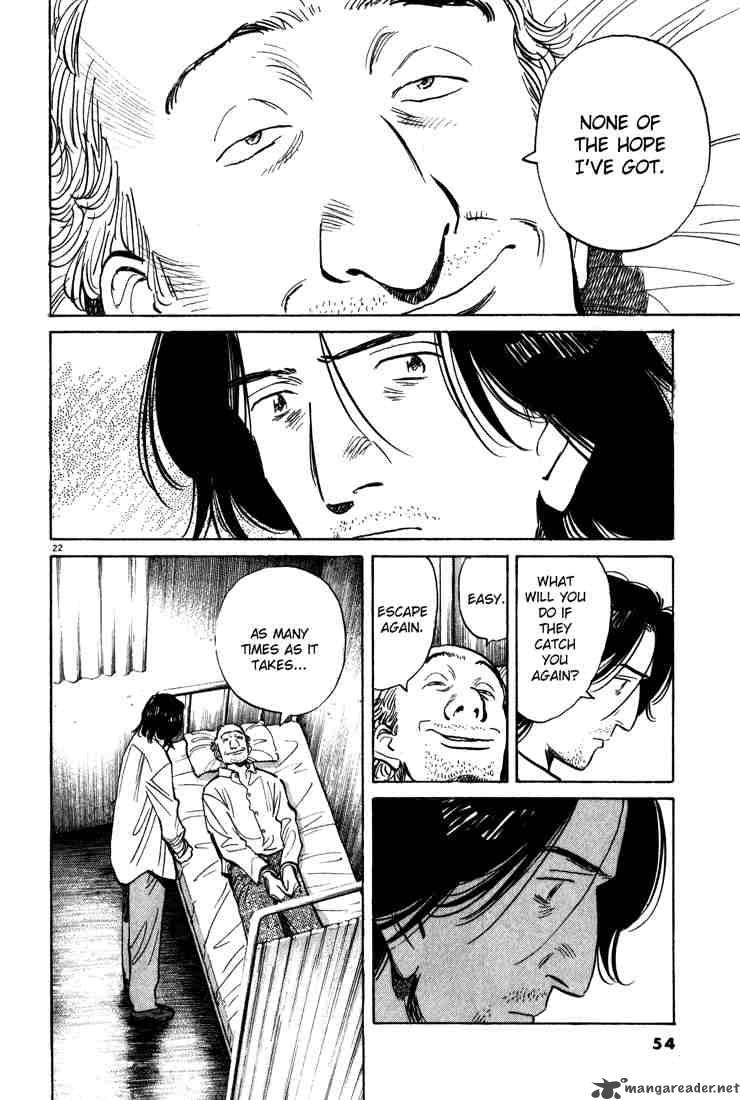 NONE OF
THE HOPE
I'VE GOT.
22
WHAT
WILL YOU
DO IF
THEY
CATCH
YOU
AGAIN?
EASY.
ESCAPE
AGAIN.
AS MANY
TIMES AS IT
TAKES...
54
mangareader.net